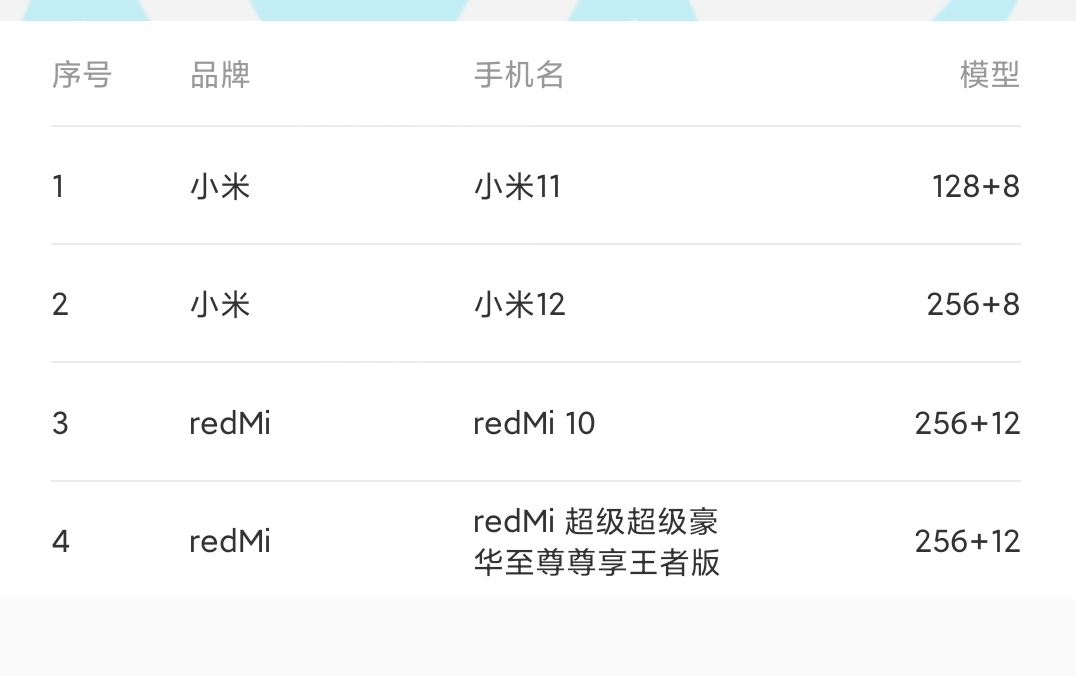 序号 品牌 手机名 模型
1 小米 小米11 128+8
2 小米 小米12 256+8
3 redMi redMi 10 256+12
4 redMi redMi 超级超级豪 256+12
华至尊尊享王者版